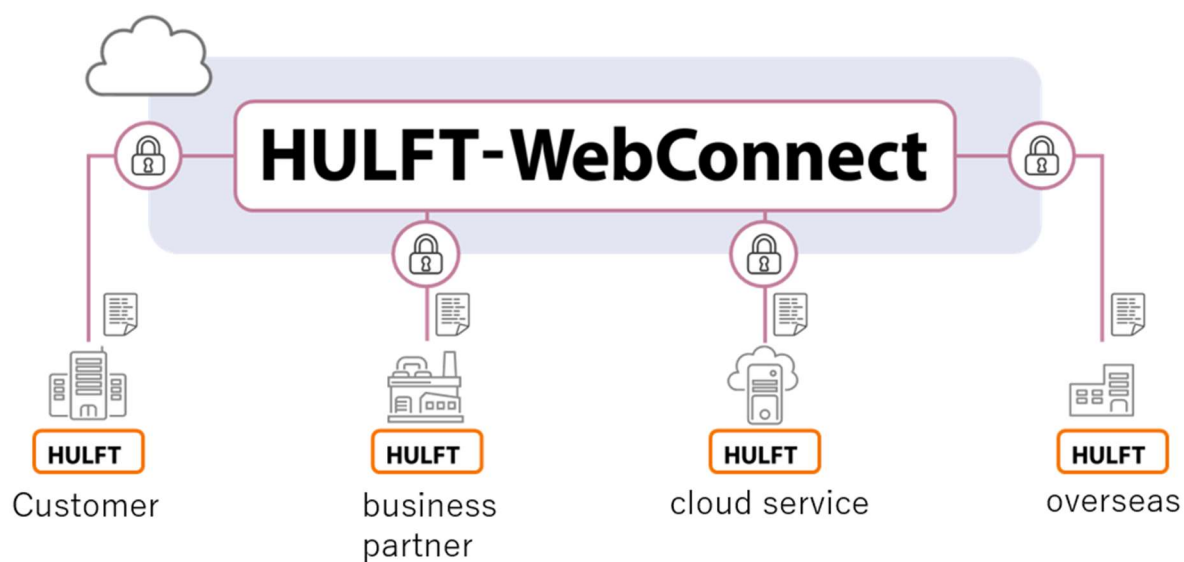 HULFT-WebConnect
HULFT
HULFT
HULFT
HULFT
Customer
business
partner
cloud service
overseas